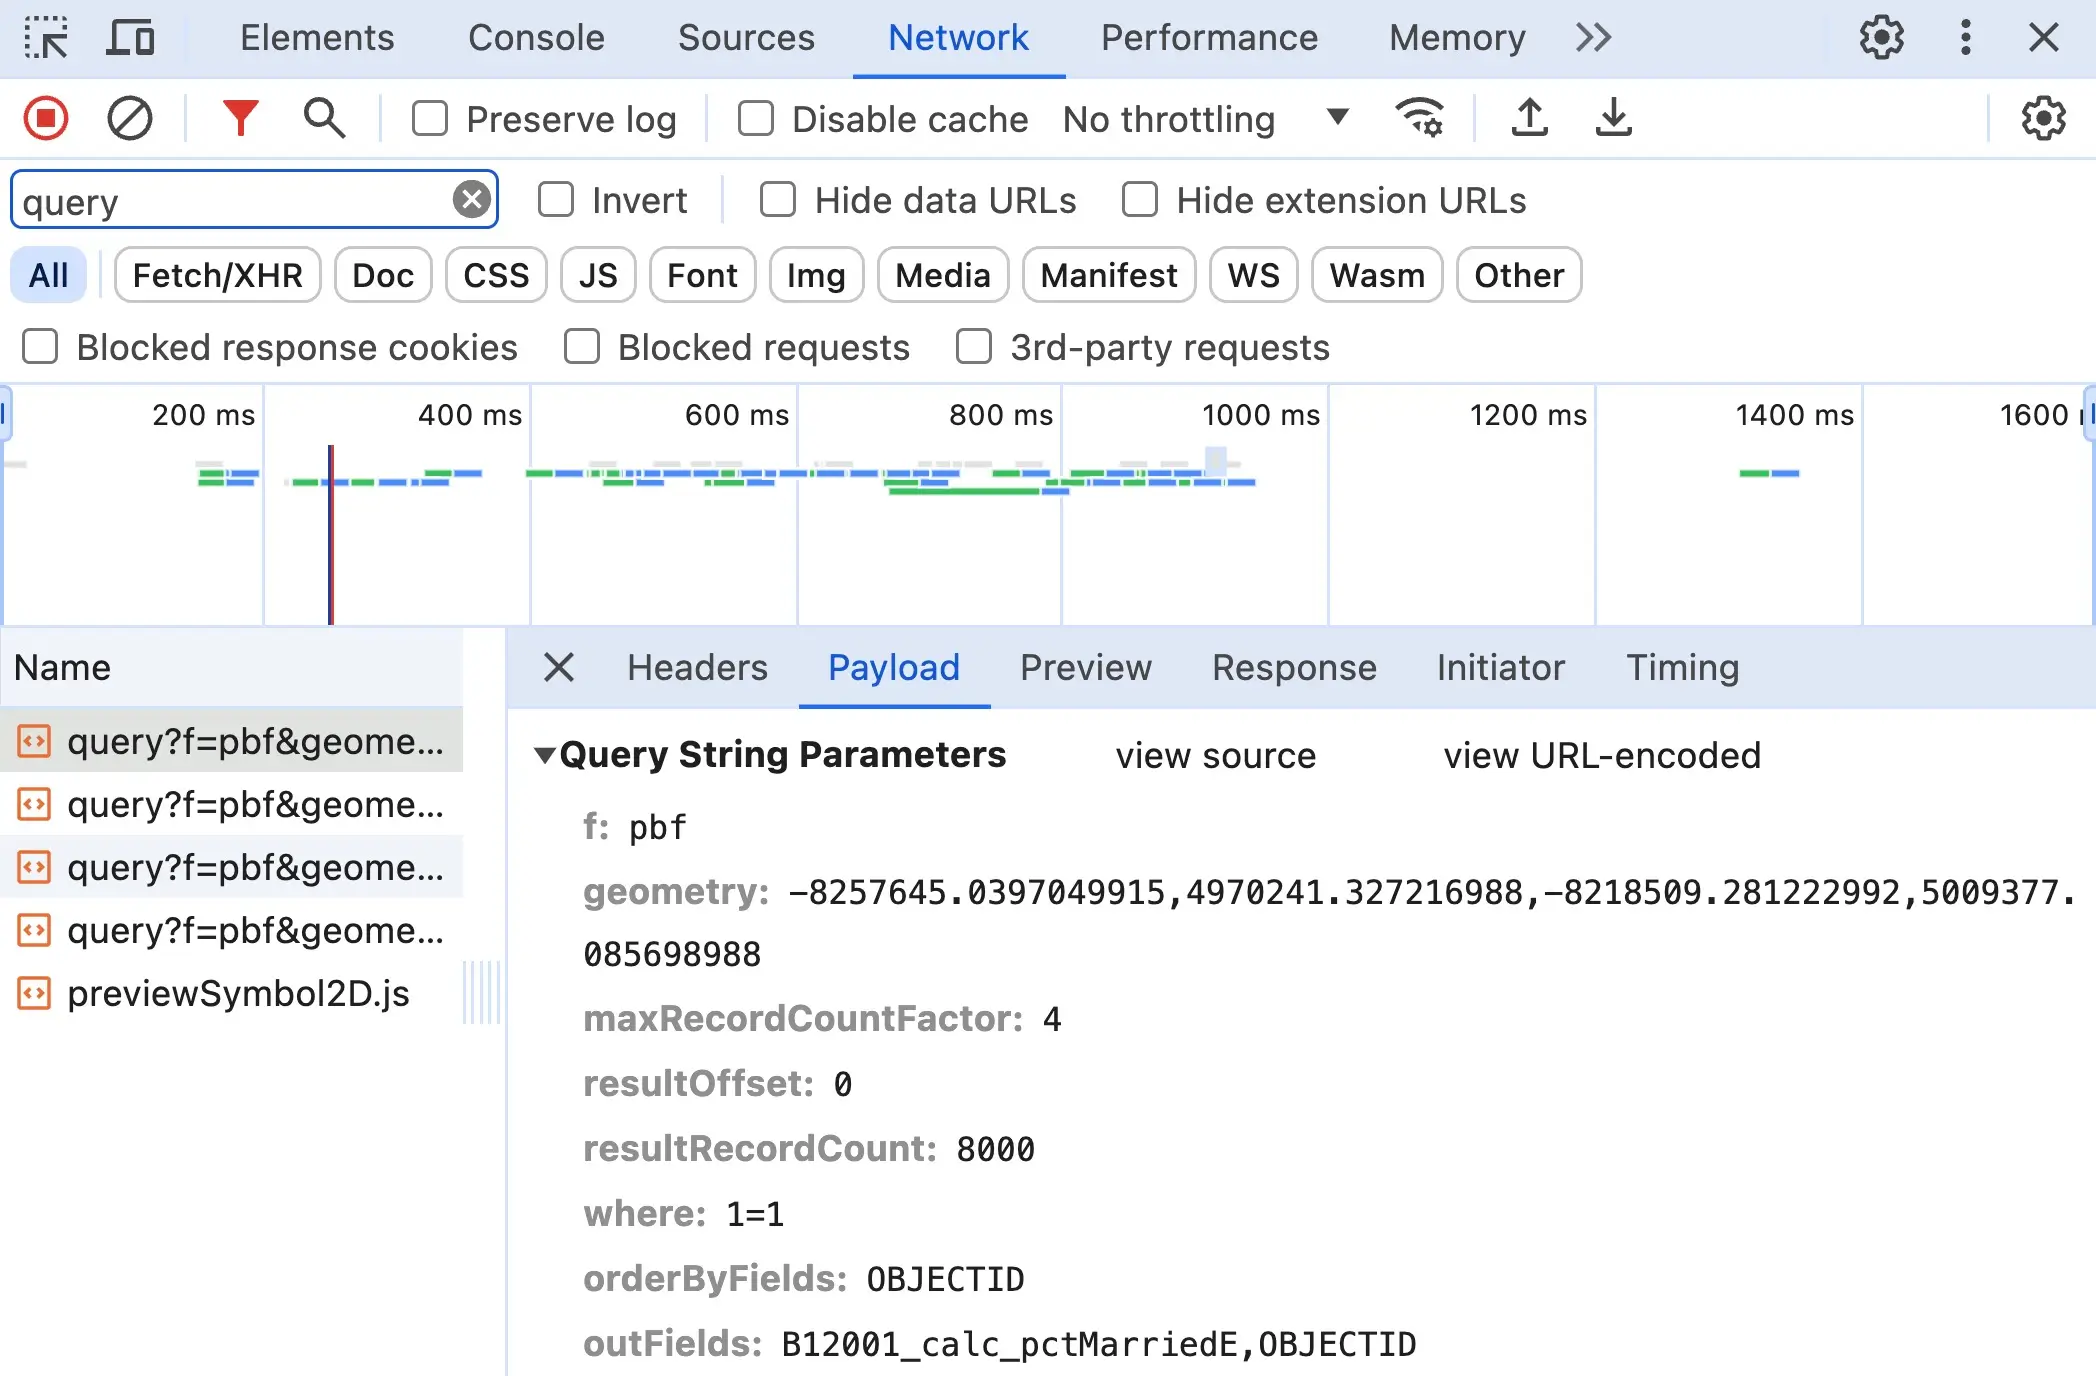 Elements Console Sources Network Performance Memory
Preserve log Disable cache No throttling
query Invert Hide data URLs Hide extension URLs
All Fetch/XHR Doc CSS JS Font Img Media Manifest WS Wasm Other
Blocked response cookies Blocked requests 3rd-party requests
200 ms 400 ms 600 ms 800 ms 1000 ms 1200 ms 1400 ms 1600
Name
query?f=pbf&geome...
query?f=pbf&geome...
query?f=pbf&geome...
query?f=pbf&geome...
previewSymbol2D.js
Headers Payload Preview Response Initiator Timing
Query String Parameters view source view URL-encoded
f: pbf
geometry: -8257645.0397049915,4970241.327216988,-8218509.281222992,5009377.
085698988
maxRecordCountFactor: 4
resultOffset: 0
resultRecordCount: 8000
where: 1=1
orderByFields: OBJECTID
outFields: B12001_calc_pctMarriedE,OBJECTID